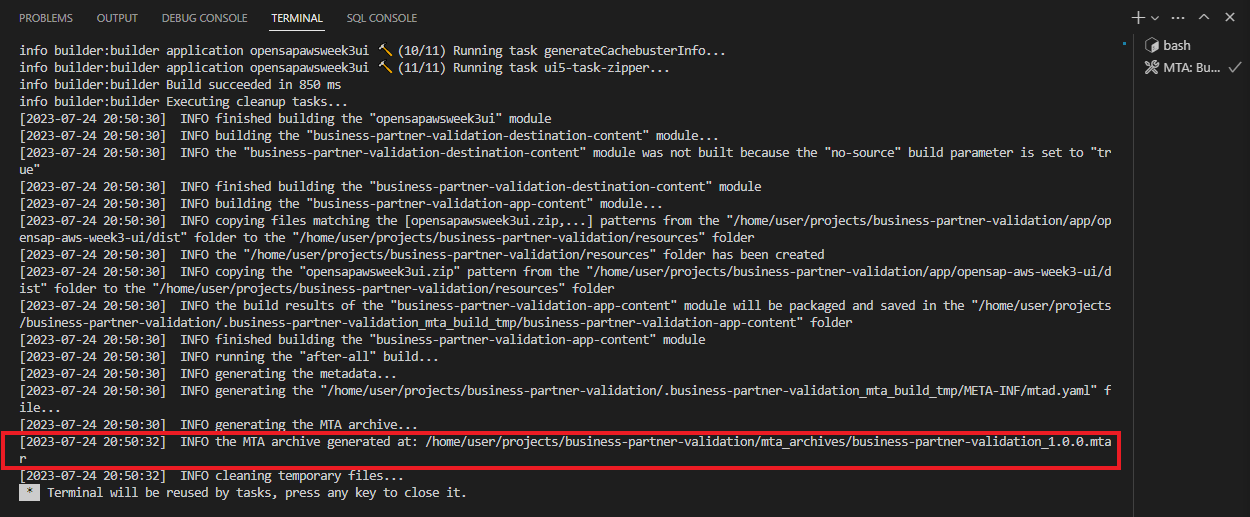 PROBLEMS OUTPUT DEBUG CONSOLE TERMINAL SQL CONSOLE
info builder:builder application opensapawsweek3ui 🔨 (10/11) Running task generateCachebusterInfo...
info builder:builder application opensapawsweek3ui 🔨 (11/11) Running task ui5-task-zipper...
info builder:builder Build succeeded in 850 ms
info builder:builder Executing cleanup tasks...
[2023-07-24 20:50:30]  INFO finished building the "opensapawsweek3ui" module
[2023-07-24 20:50:30]  INFO building the "business-partner-validation-destination-content" module...
[2023-07-24 20:50:30]  INFO the "business-partner-validation-destination-content" module was not built because the "no-source" build parameter is set to "tr
ue"
[2023-07-24 20:50:30]  INFO finished building the "business-partner-validation-destination-content" module
[2023-07-24 20:50:30]  INFO building the "business-partner-validation-app-content" module...
[2023-07-24 20:50:30]  INFO copying files matching the [opensapawsweek3ui.zip,...] patterns from the "/home/user/projects/business-partner-validation/app/op
ensap-aws-week3-ui/dist" folder to the "/home/user/projects/business-partner-validation/resources" folder
[2023-07-24 20:50:30]  INFO the "/home/user/projects/business-partner-validation/resources" folder has been created
[2023-07-24 20:50:30]  INFO copying the "opensapawsweek3ui.zip" pattern from the "/home/user/projects/business-partner-validation/app/opensap-aws-week3-ui/d
ist" folder to the "/home/user/projects/business-partner-validation/resources" folder
[2023-07-24 20:50:30]  INFO the build results of the "business-partner-validation-app-content" module will be packaged and saved in the "/home/user/projects
/business-partner-validation/.business-partner-validation_mta_build_tmp/business-partner-validation-app-content" folder
[2023-07-24 20:50:30]  INFO finished building the "business-partner-validation-app-content" module
[2023-07-24 20:50:30]  INFO running the "after-all" build...
[2023-07-24 20:50:30]  INFO generating the metadata...
[2023-07-24 20:50:30]  INFO generating the "/home/user/projects/business-partner-validation/.business-partner-validation_mta_build_tmp/META-INF/mtad.yaml" f
ile...
[2023-07-24 20:50:30]  INFO generating the MTA archive...
[2023-07-24 20:50:32]  INFO the MTA archive generated at: /home/user/projects/business-partner-validation/mta_archives/business-partner-validation_1.0.0.mta
r
[2023-07-24 20:50:32]  INFO cleaning temporary files...
* Terminal will be reused by tasks, press any key to close it.
bash
MTA: Bu...